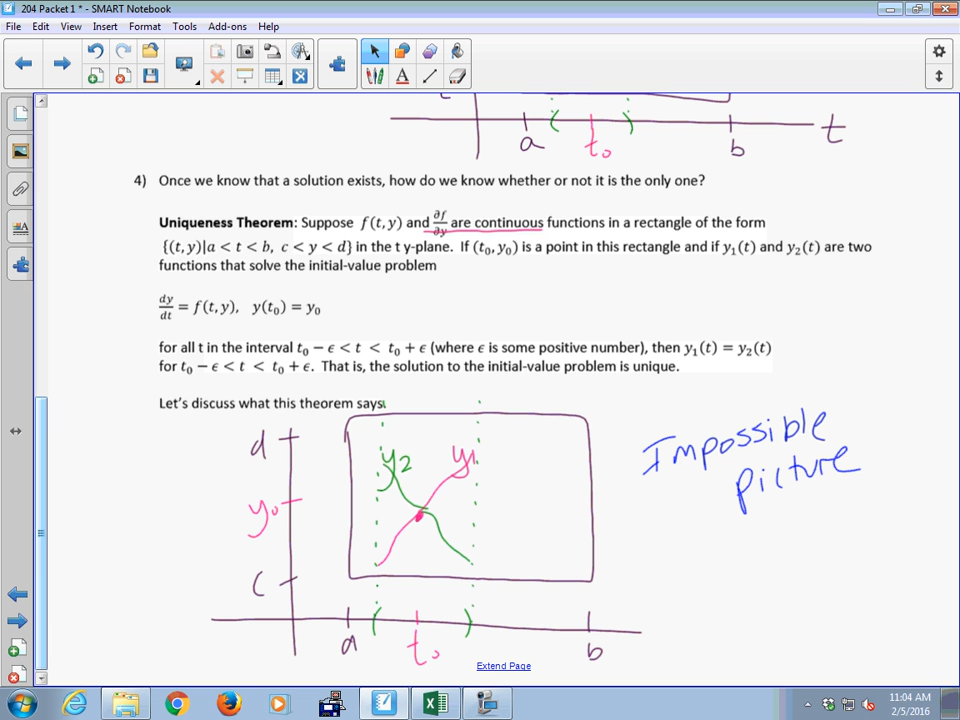 204 Packet 1 * - SMART Notebook
File Edit View Insert Format Tools Add-ons Help
a ( t₀ ) b t
4) Once we know that a solution exists, how do we know whether or not it is the only one?
Uniqueness Theorem: Suppose f(t, y) and ∂f/∂y are continuous functions in a rectangle of the form
{(t, y)|a < t < b, c < y < d} in the t y-plane. If (t₀, y₀) is a point in this rectangle and if y₁(t) and y₂(t) are two
functions that solve the initial-value problem
dy/dt = f(t, y), y(t₀) = y₀
for all t in the interval t₀ − ϵ < t < t₀ + ϵ (where ϵ is some positive number), then y₁(t) = y₂(t)
for t₀ − ϵ < t < t₀ + ϵ. That is, the solution to the initial-value problem is unique.
Let's discuss what this theorem says.
d
y2 y1
Impossible
picture
y₀
c
a ( t₀ ) b
Extend Page
11:04 AM
2/5/2016